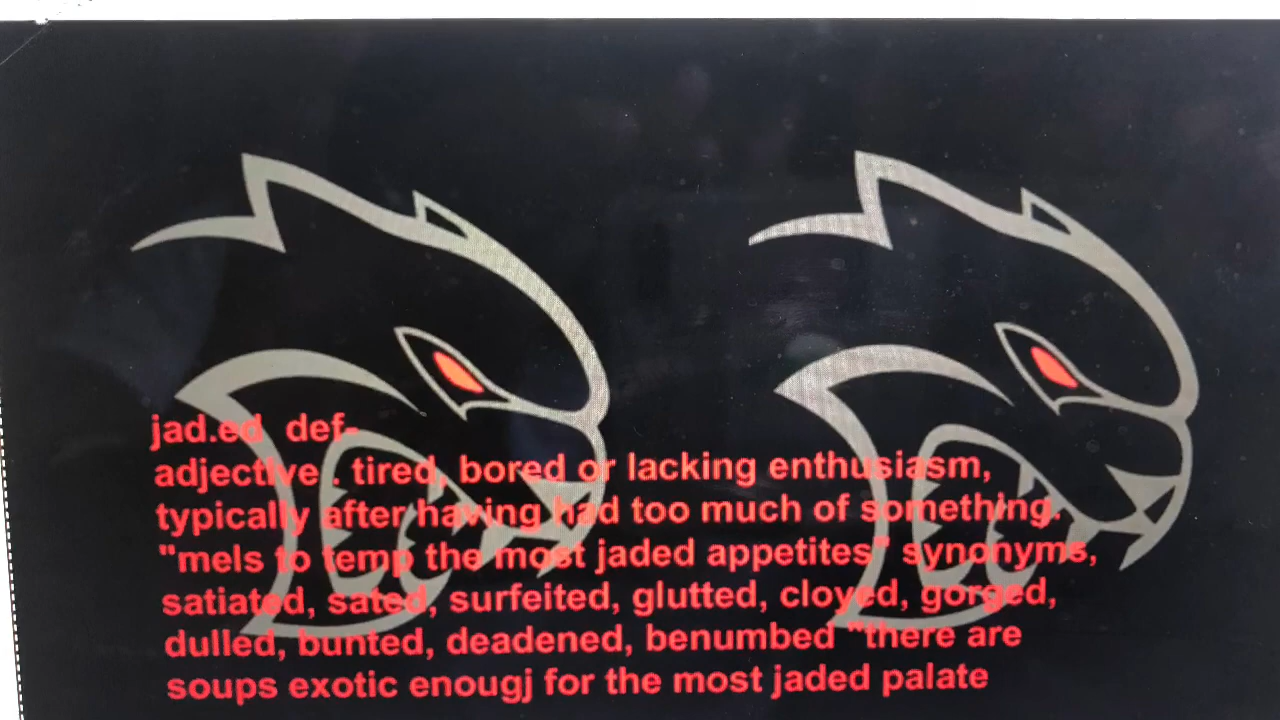 jad.ed def-
adjective . tired, bored or lacking enthusiasm,
typically after having had too much of something.
"mels to temp the most jaded appetites" synonyms,
satiated, sated, surfeited, glutted, cloyed, gorged,
dulled, bunted, deadened, benumbed "there are
soups exotic enougj for the most jaded palate